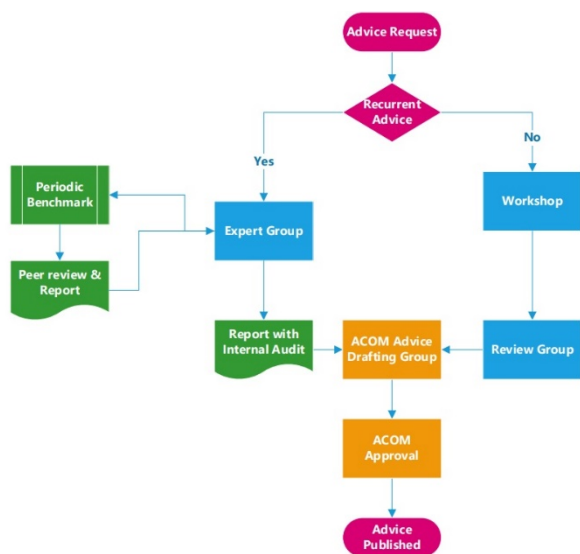 Advice Request
Recurrent
Advice
Yes
No
Periodic
Benchmark
Expert Group
Workshop
Peer review &
Report
Report with
Internal Audit
ACOM Advice
Drafting Group
Review Group
ACOM
Approval
Advice
Published